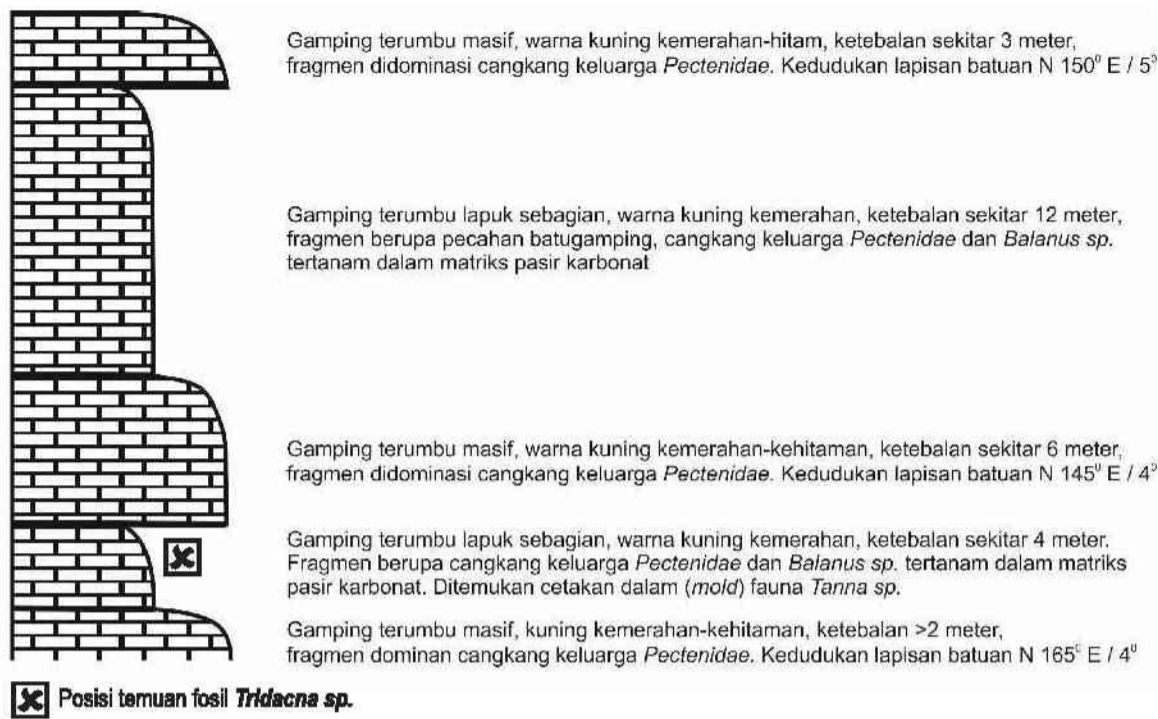 Gamping terumbu masif, warna kuning kemerahan-hitam, ketebalan sekitar 3 meter,
fragmen didominasi cangkang keluarga Pectenidae. Kedudukan lapisan batuan N 150⁰ E / 5⁰
Gamping terumbu lapuk sebagian, warna kuning kemerahan, ketebalan sekitar 12 meter,
fragmen berupa pecahan batugamping, cangkang keluarga Pectenidae dan Balanus sp.
tertanam dalam matriks pasir karbonat
Gamping terumbu masif, warna kuning kemerahan-kehitaman, ketebalan sekitar 6 meter,
fragmen didominasi cangkang keluarga Pectenidae. Kedudukan lapisan batuan N 145⁰ E / 4⁰
Gamping terumbu lapuk sebagian, warna kuning kemerahan, ketebalan sekitar 4 meter.
Fragmen berupa cangkang keluarga Pectenidae dan Balanus sp. tertanam dalam matriks
pasir karbonat. Ditemukan cetakan dalam (mold) fauna Tanna sp.
Gamping terumbu masif, kuning kemerahan-kehitaman, ketebalan >2 meter,
fragmen dominan cangkang keluarga Pectenidae. Kedudukan lapisan batuan N 165⁰ E / 4⁰
Posisi temuan fosil Tridacna sp.